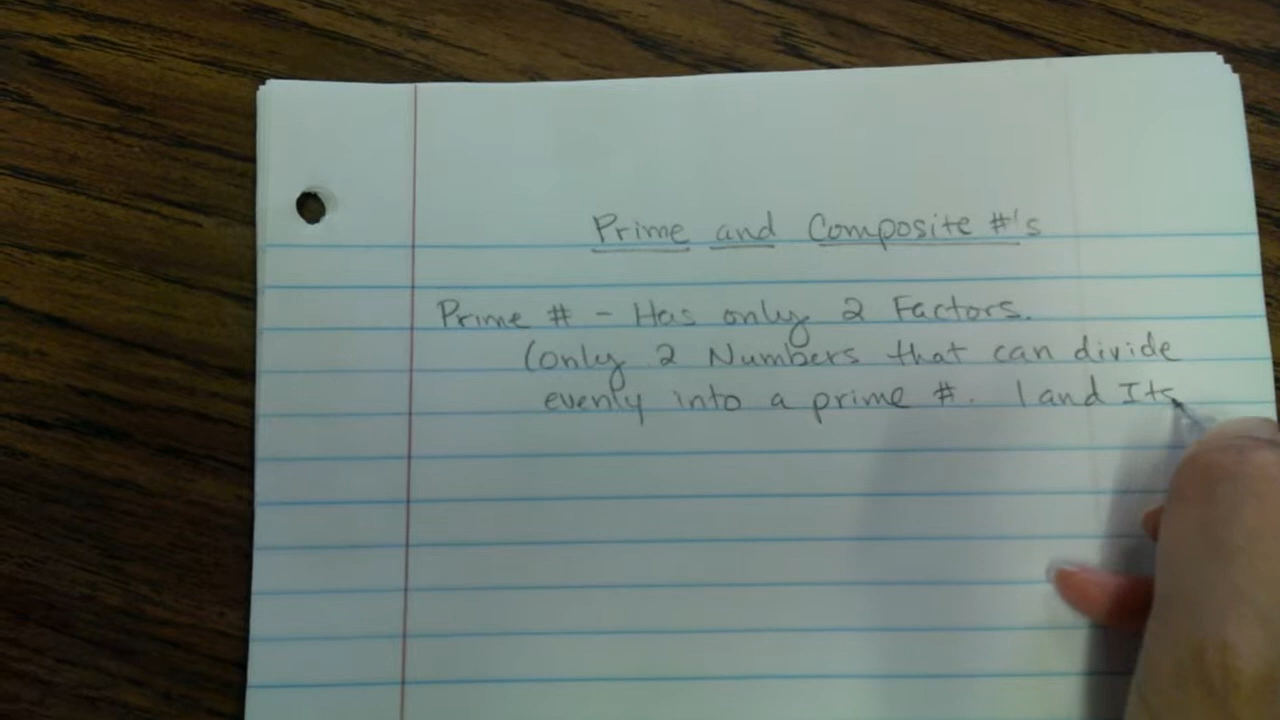 Prime and Composite #'s
Prime # - Has only 2 Factors.
(only 2 Numbers that can divide
evenly into a prime #. 1 and Its